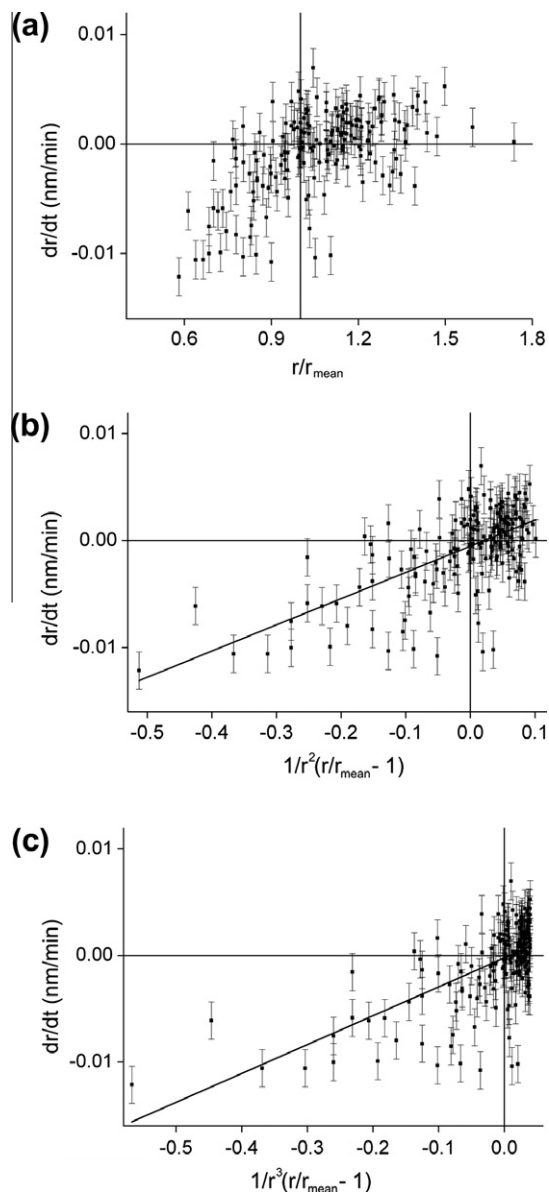 (a)
0.01
0.00
-0.01
dr/dt (nm/min)
0.6 0.9 1.2 1.5 1.8
r/r_mean
(b)
0.01
0.00
-0.01
dr/dt (nm/min)
-0.5 -0.4 -0.3 -0.2 -0.1 0.0 0.1
1/r²(r/r_mean - 1)
(c)
0.01
0.00
-0.01
dr/dt (nm/min)
-0.5 -0.4 -0.3 -0.2 -0.1 0.0
1/r³(r/r_mean - 1)